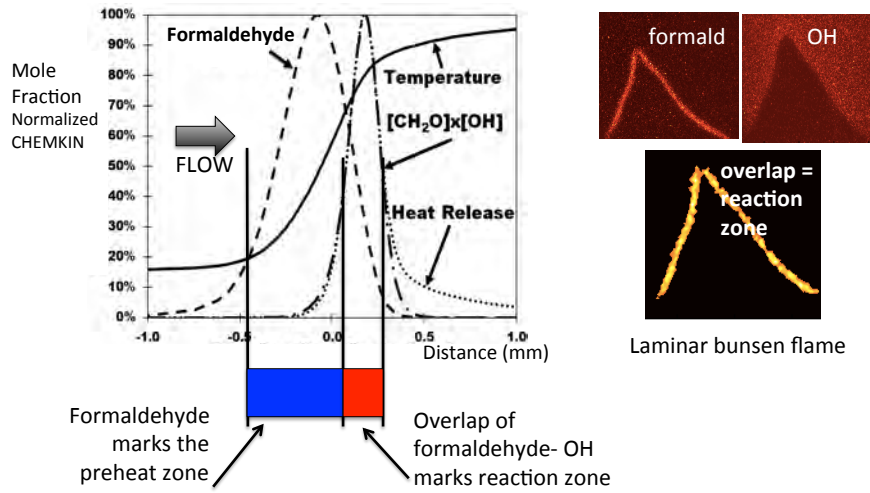 Formaldehyde
Mole
Fraction
Normalized
CHEMKIN
100%
90%
80%
70%
60%
50%
40%
30%
20%
10%
0%
FLOW
Temperature
[CH₂O]x[OH]
Heat Release
-1.0
-0.5
0.0
0.5
1.0
Distance (mm)
Formaldehyde
marks the
preheat zone
Overlap of
formaldehyde- OH
marks reaction zone
formald
OH
overlap =
reaction
zone
Laminar bunsen flame